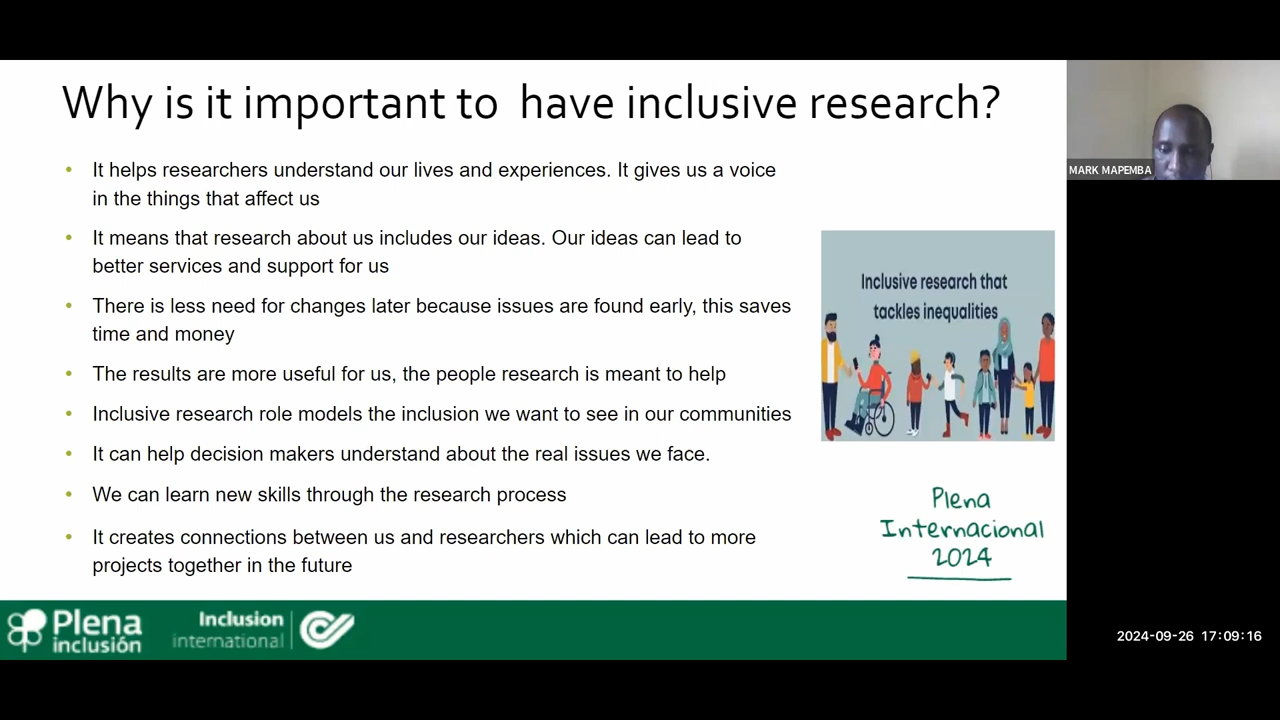 Why is it important to  have inclusive research?
• It helps researchers understand our lives and experiences. It gives us a voice
in the things that affect us
• It means that research about us includes our ideas. Our ideas can lead to
better services and support for us
• There is less need for changes later because issues are found early, this saves
time and money
• The results are more useful for us, the people research is meant to help
• Inclusive research role models the inclusion we want to see in our communities
• It can help decision makers understand about the real issues we face.
• We can learn new skills through the research process
• It creates connections between us and researchers which can lead to more
projects together in the future
Inclusive research that
tackles inequalities
Plena
Internacional
2024
Plena
inclusión
Inclusion
international
MARK MAPEMBA
2024-09-26 17:09:16